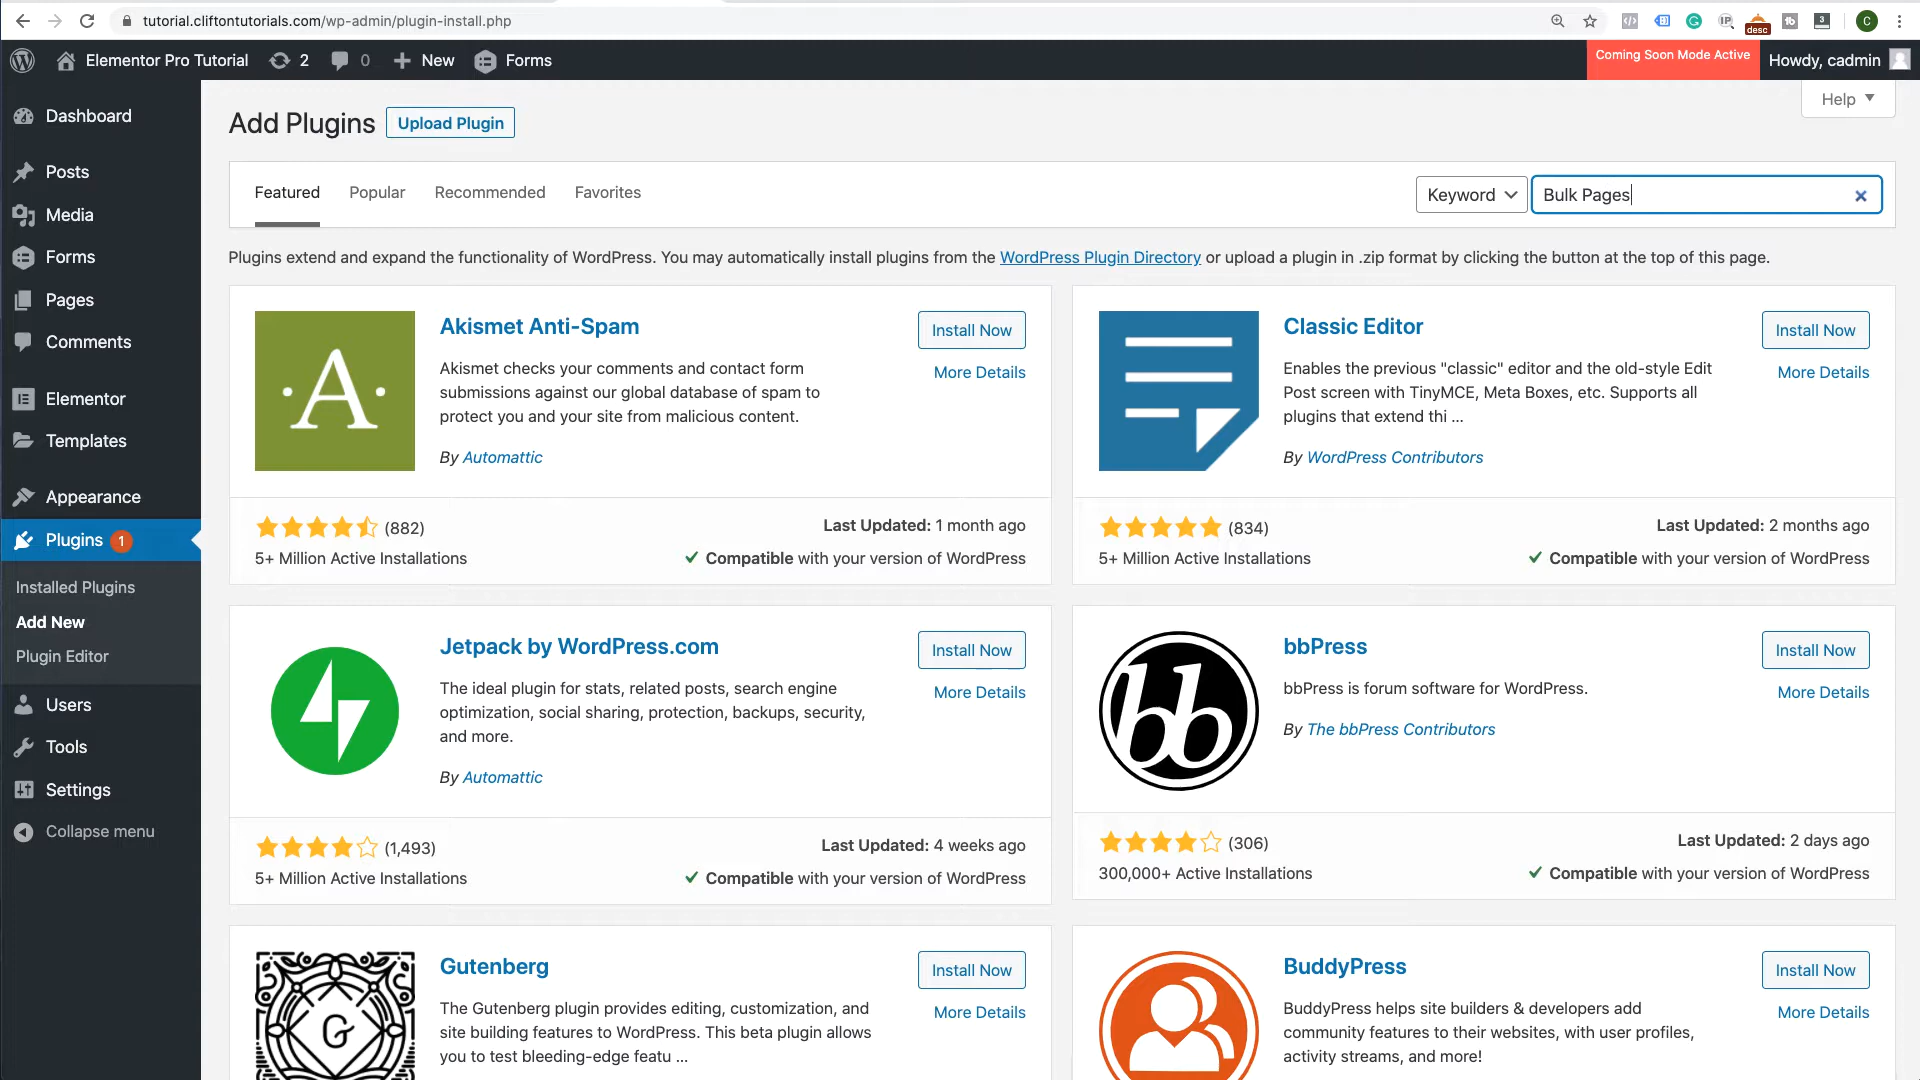 tutorial.cliftontutorials.com/wp-admin/plugin-install.php
desc
3
C
Elementor Pro Tutorial
2
0
New
Forms
Coming Soon Mode Active
Howdy, cadmin
Dashboard
Posts
Media
Forms
Pages
Comments
Elementor
Templates
Appearance
Plugins 1
Installed Plugins
Add New
Plugin Editor
Users
Tools
Settings
Collapse menu
Help
Add Plugins
Upload Plugin
Featured
Popular
Recommended
Favorites
Keyword
Bulk Pages
Plugins extend and expand the functionality of WordPress. You may automatically install plugins from the WordPress Plugin Directory or upload a plugin in .zip format by clicking the button at the top of this page.
A
Akismet Anti-Spam
Install Now
More Details
Akismet checks your comments and contact form
submissions against our global database of spam to
protect you and your site from malicious content.
By Automattic
(882)
Last Updated: 1 month ago
5+ Million Active Installations
Compatible with your version of WordPress
Classic Editor
Install Now
More Details
Enables the previous "classic" editor and the old-style Edit
Post screen with TinyMCE, Meta Boxes, etc. Supports all
plugins that extend thi ...
By WordPress Contributors
(834)
Last Updated: 2 months ago
5+ Million Active Installations
Compatible with your version of WordPress
Jetpack by WordPress.com
Install Now
More Details
The ideal plugin for stats, related posts, search engine
optimization, social sharing, protection, backups, security,
and more.
By Automattic
(1,493)
Last Updated: 4 weeks ago
5+ Million Active Installations
Compatible with your version of WordPress
bb
bbPress
Install Now
More Details
bbPress is forum software for WordPress.
By The bbPress Contributors
(306)
Last Updated: 2 days ago
300,000+ Active Installations
Compatible with your version of WordPress
G
Gutenberg
Install Now
More Details
The Gutenberg plugin provides editing, customization, and
site building features to WordPress. This beta plugin allows
you to test bleeding-edge featu ...
BuddyPress
Install Now
More Details
BuddyPress helps site builders & developers add
community features to their websites, with user profiles,
activity streams, and more!